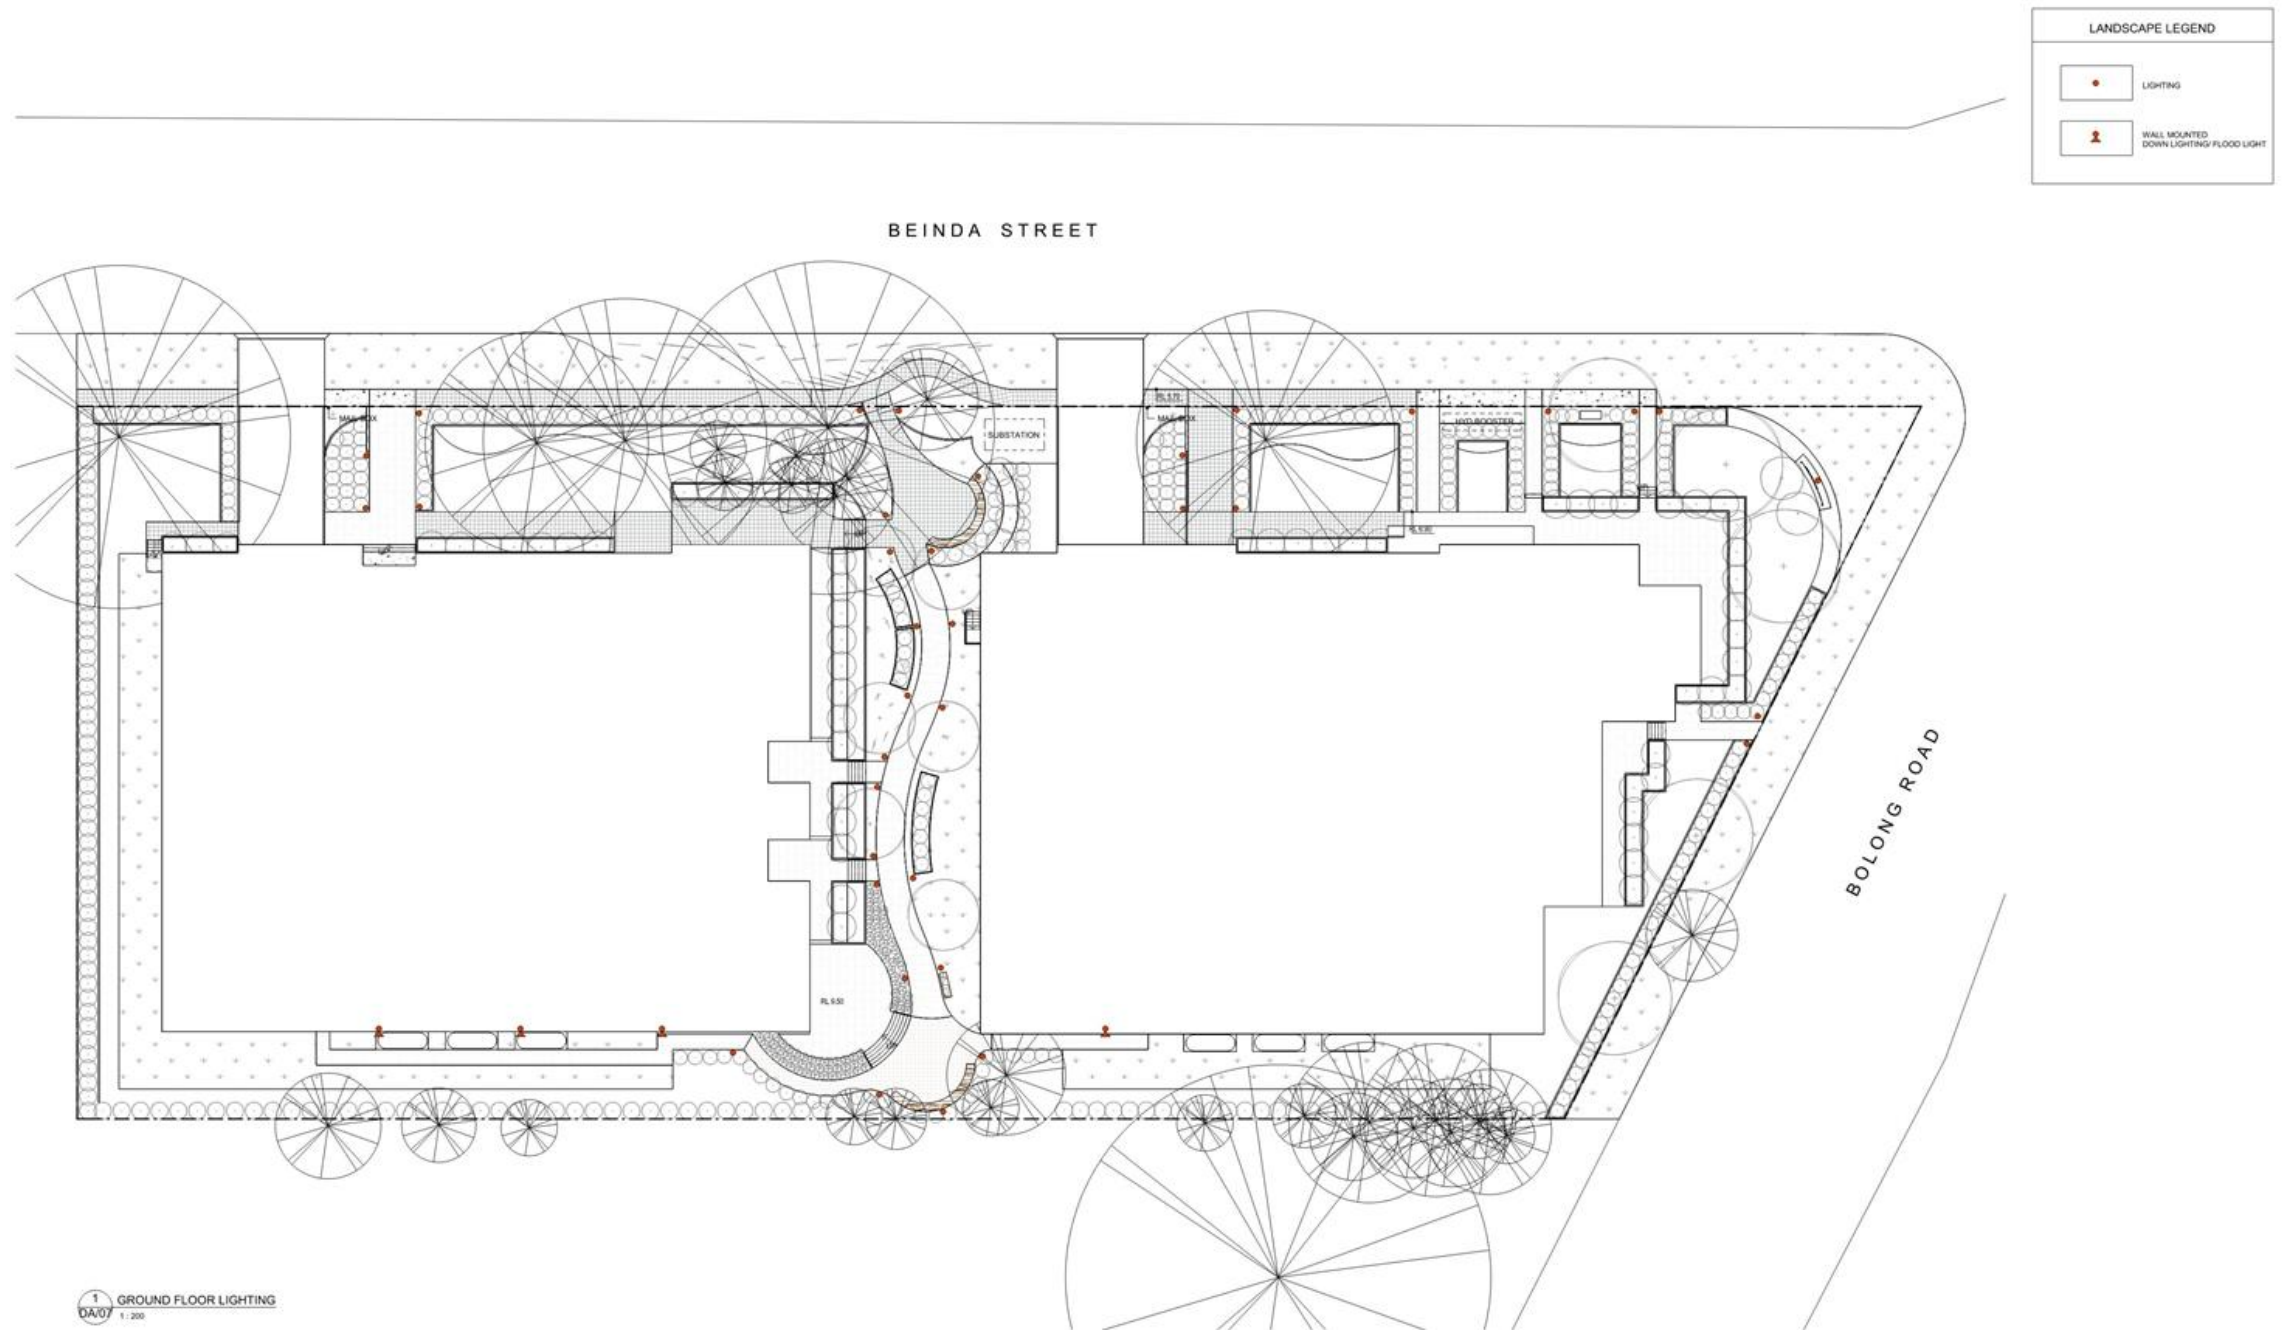 LANDSCAPE LEGEND
LIGHTING
WALL MOUNTED
DOWN LIGHTING/ FLOOD LIGHT
BEINDA STREET
MAIL BOX
SUBSTATION
MAIL BOX
HYD BOOSTER
BOLONG ROAD
RL 9.50
1
DA/07
GROUND FLOOR LIGHTING
1 : 200